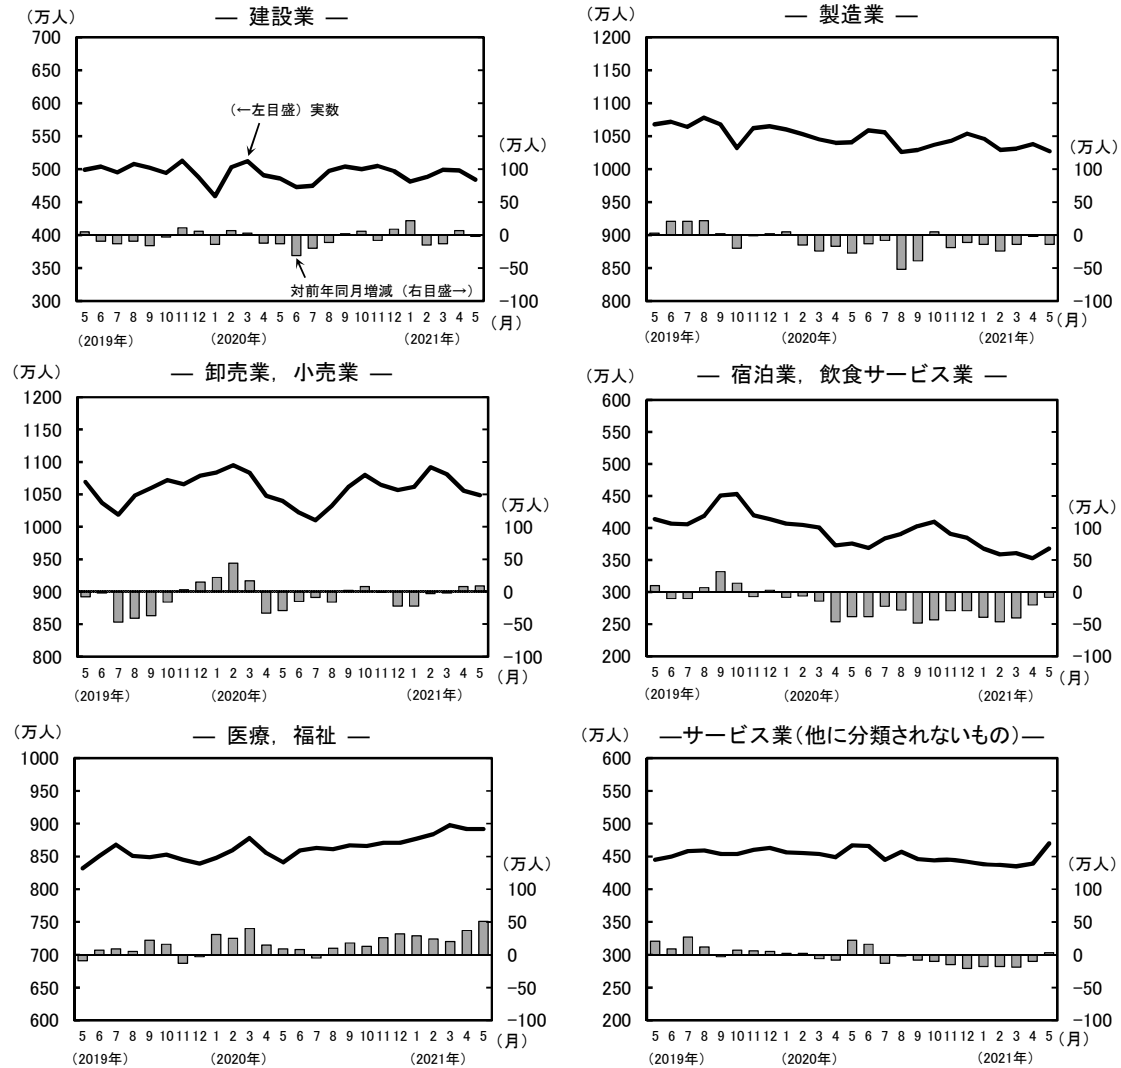 (万人)
― 建設業 ―
700
650
600
550
500
450
400
350
300
(←左目盛) 実数
対前年同月増減 (右目盛→)
(万人)
100
50
0
−50
−100
5 6 7 8 9 10 11 12 1 2 3 4 5 6 7 8 9 10 11 12 1 2 3 4 5 (月)
(2019年) (2020年) (2021年)
(万人)
― 製造業 ―
1200
1150
1100
1050
1000
950
900
850
800
(万人)
100
50
0
−50
−100
5 6 7 8 9 10 11 12 1 2 3 4 5 6 7 8 9 10 11 12 1 2 3 4 5 (月)
(2019年) (2020年) (2021年)
(万人)
― 卸売業, 小売業 ―
1200
1150
1100
1050
1000
950
900
850
800
(万人)
100
50
0
−50
−100
5 6 7 8 9 10 11 12 1 2 3 4 5 6 7 8 9 10 11 12 1 2 3 4 5 (月)
(2019年) (2020年) (2021年)
(万人)
― 宿泊業, 飲食サービス業 ―
600
550
500
450
400
350
300
250
200
(万人)
100
50
0
−50
−100
5 6 7 8 9 10 11 12 1 2 3 4 5 6 7 8 9 10 11 12 1 2 3 4 5 (月)
(2019年) (2020年) (2021年)
(万人)
― 医療, 福祉 ―
1000
950
900
850
800
750
700
650
600
(万人)
100
50
0
−50
−100
5 6 7 8 9 10 11 12 1 2 3 4 5 6 7 8 9 10 11 12 1 2 3 4 5 (月)
(2019年) (2020年) (2021年)
(万人)
―サービス業(他に分類されないもの)―
600
550
500
450
400
350
300
250
200
(万人)
100
50
0
−50
−100
5 6 7 8 9 10 11 12 1 2 3 4 5 6 7 8 9 10 11 12 1 2 3 4 5 (月)
(2019年) (2020年) (2021年)